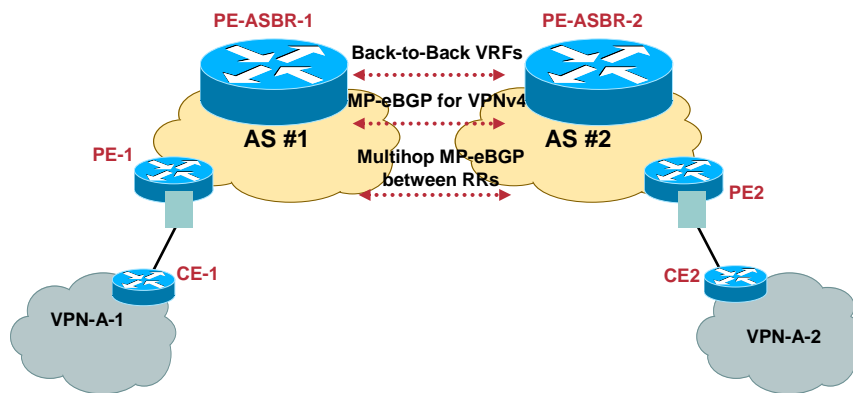 PE-ASBR-1
PE-ASBR-2
Back-to-Back VRFs
MP-eBGP for VPNv4
AS #1
AS #2
Multihop MP-eBGP
between RRs
PE-1
PE2
CE-1
CE2
VPN-A-1
VPN-A-2